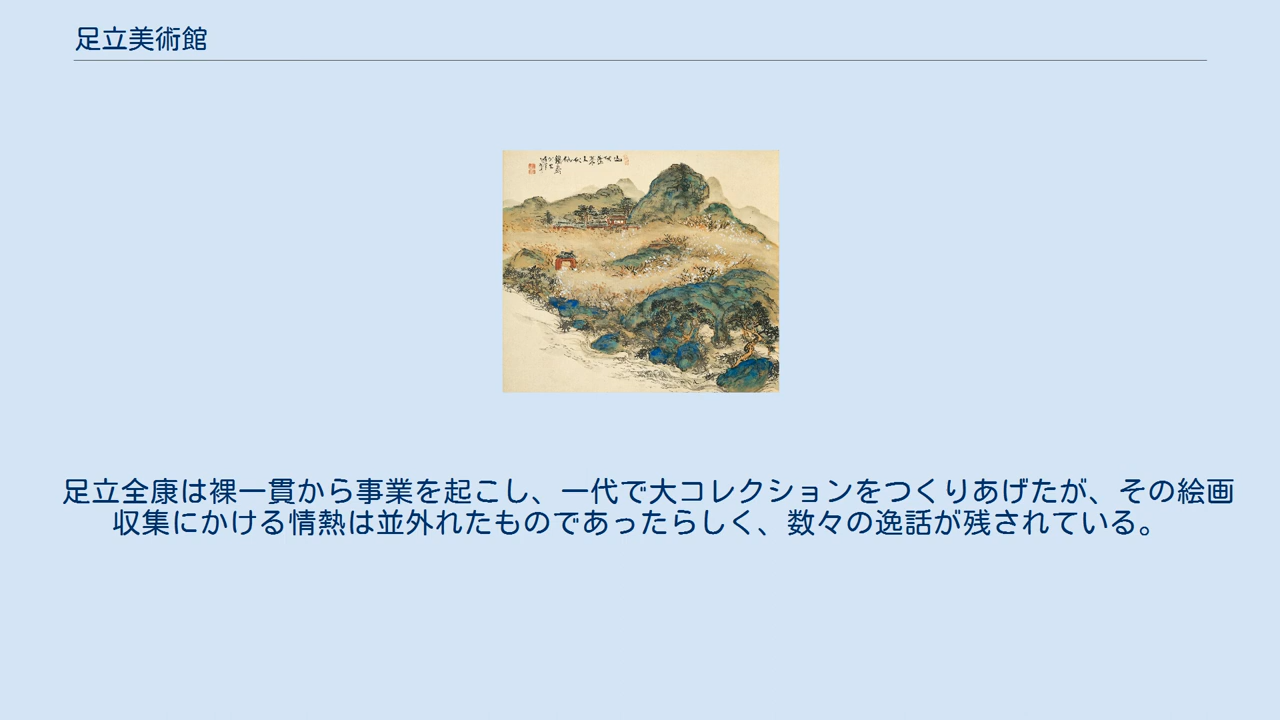 足立美術館
足立全康は裸一貫から事業を起こし、一代で大コレクションをつくりあげたが、その絵画
収集にかける情熱は並外れたものであったらしく、数々の逸話が残されている。